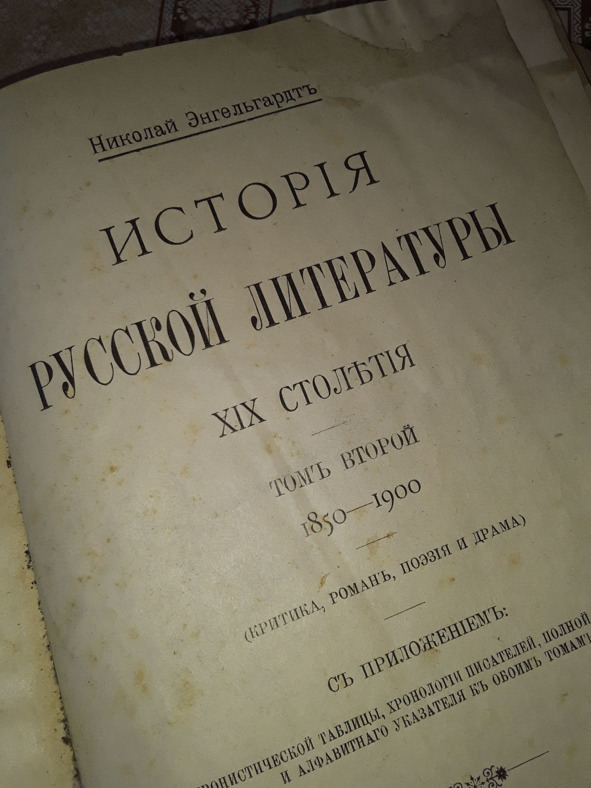 Николай Энгельгардтъ
ИСТОРІЯ
РУССКОЙ ЛИТЕРАТУРЫ
XIX СТОЛѢТІЯ
ТОМЪ ВТОРОЙ
1850—1900
(КРИТИКА, РОМАНЪ, ПОЭЗІЯ И ДРАМА)
СЪ ПРИЛОЖЕНІЕМЪ:
ТАБЛИЦЫ, ХРОНОЛОГІИ ПИСАТЕЛЕЙ, ПОЛНОЙ
И АЛФАВИТНАГО УКАЗАТЕЛЯ КЪ ОБОИМЪ ТОМАМЪ